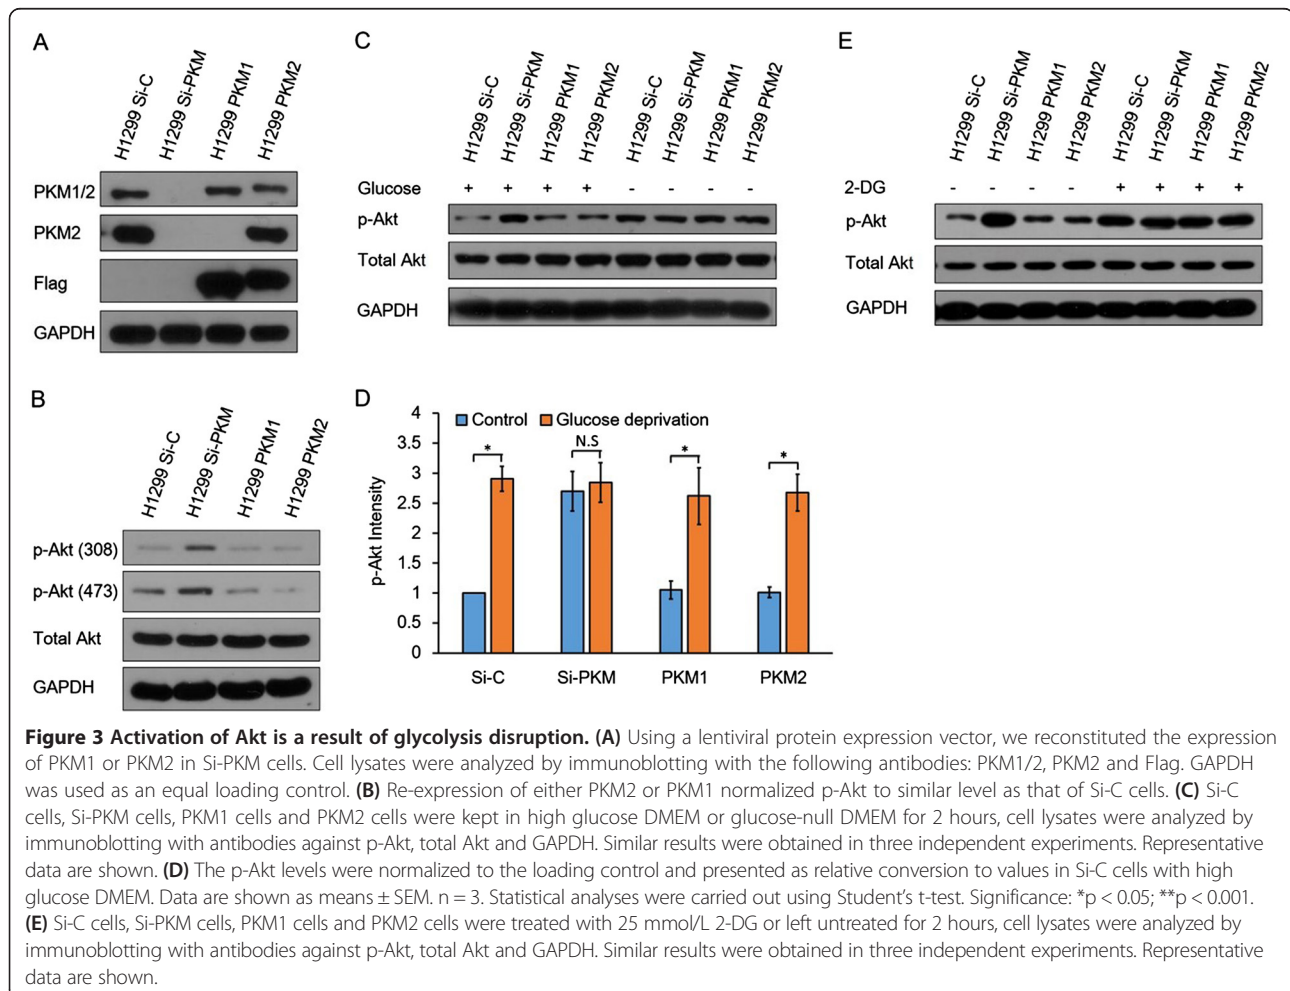 A
H1299 Si-C
H1299 Si-PKM
H1299 PKM1
H1299 PKM2
PKM1/2
PKM2
Flag
GAPDH
B
H1299 Si-C
H1299 Si-PKM
H1299 PKM1
H1299 PKM2
p-Akt (308)
p-Akt (473)
Total Akt
GAPDH
C
H1299 Si-C
H1299 Si-PKM
H1299 PKM1
H1299 PKM2
H1299 Si-C
H1299 Si-PKM
H1299 PKM1
H1299 PKM2
Glucose + + + + - - - -
p-Akt
Total Akt
GAPDH
D
p-Akt Intensity
4
3.5
3
2.5
2
1.5
1
0.5
0
Control
Glucose deprivation
*
N.S
*
*
Si-C
Si-PKM
PKM1
PKM2
E
H1299 Si-C
H1299 Si-PKM
H1299 PKM1
H1299 PKM2
H1299 Si-C
H1299 Si-PKM
H1299 PKM1
H1299 PKM2
2-DG - - - - + + + +
p-Akt
Total Akt
GAPDH
Figure 3 Activation of Akt is a result of glycolysis disruption. (A) Using a lentiviral protein expression vector, we reconstituted the expression
of PKM1 or PKM2 in Si-PKM cells. Cell lysates were analyzed by immunoblotting with the following antibodies: PKM1/2, PKM2 and Flag. GAPDH
was used as an equal loading control. (B) Re-expression of either PKM2 or PKM1 normalized p-Akt to similar level as that of Si-C cells. (C) Si-C
cells, Si-PKM cells, PKM1 cells and PKM2 cells were kept in high glucose DMEM or glucose-null DMEM for 2 hours, cell lysates were analyzed by
immunoblotting with antibodies against p-Akt, total Akt and GAPDH. Similar results were obtained in three independent experiments. Representative
data are shown. (D) The p-Akt levels were normalized to the loading control and presented as relative conversion to values in Si-C cells with high
glucose DMEM. Data are shown as means ± SEM. n = 3. Statistical analyses were carried out using Student's t-test. Significance: *p < 0.05; **p < 0.001.
(E) Si-C cells, Si-PKM cells, PKM1 cells and PKM2 cells were treated with 25 mmol/L 2-DG or left untreated for 2 hours, cell lysates were analyzed by
immunoblotting with antibodies against p-Akt, total Akt and GAPDH. Similar results were obtained in three independent experiments. Representative
data are shown.